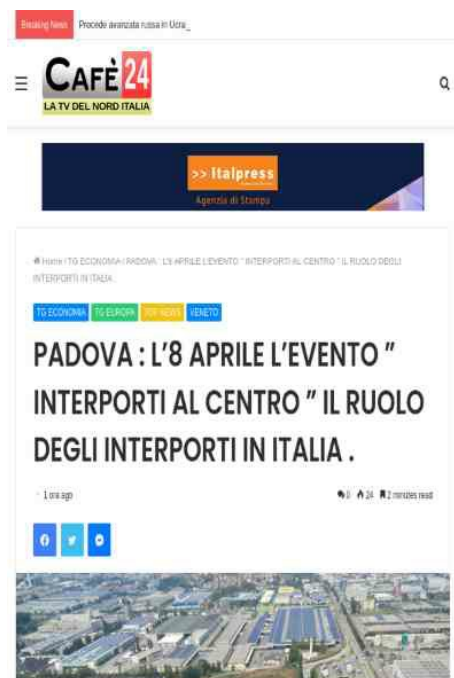 Breaking News Procede avanzata russa in Ucra_
CAFÈ 24
LA TV DEL NORD ITALIA
>> Italpress
Agenzia di Stampa
Home / TG ECONOMIA / PADOVA : L'8 APRILE L'EVENTO " INTERPORTI AL CENTRO " IL RUOLO DEGLI
INTERPORTI IN ITALIA .
TG ECONOMIA TG EUROPA TOP NEWS VENETO
PADOVA : L'8 APRILE L'EVENTO "
INTERPORTI AL CENTRO " IL RUOLO
DEGLI INTERPORTI IN ITALIA .
1 ora ago 0 24 2 minutes read